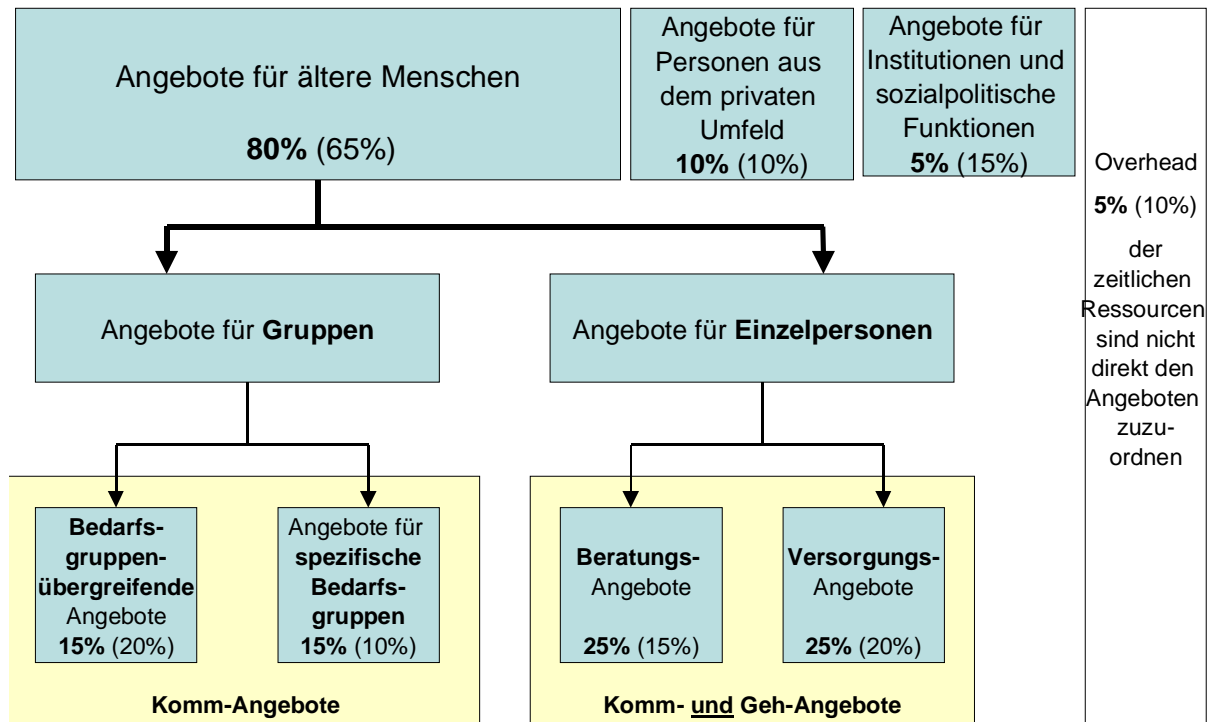 Angebote für ältere Menschen
80% (65%)
Angebote für
Personen aus
dem privaten
Umfeld
10% (10%)
Angebote für
Institutionen und
sozialpolitische
Funktionen
5% (15%)
Overhead
5% (10%)
der
zeitlichen
Ressourcen
sind nicht
direkt den
Angeboten
zuzu-
ordnen
Angebote für Gruppen
Angebote für Einzelpersonen
Bedarfs-
gruppen-
übergreifende
Angebote
15% (20%)
Angebote für
spezifische
Bedarfs-
gruppen
15% (10%)
Beratungs-
Angebote
25% (15%)
Versorgungs-
Angebote
25% (20%)
Komm-Angebote
Komm- und Geh-Angebote